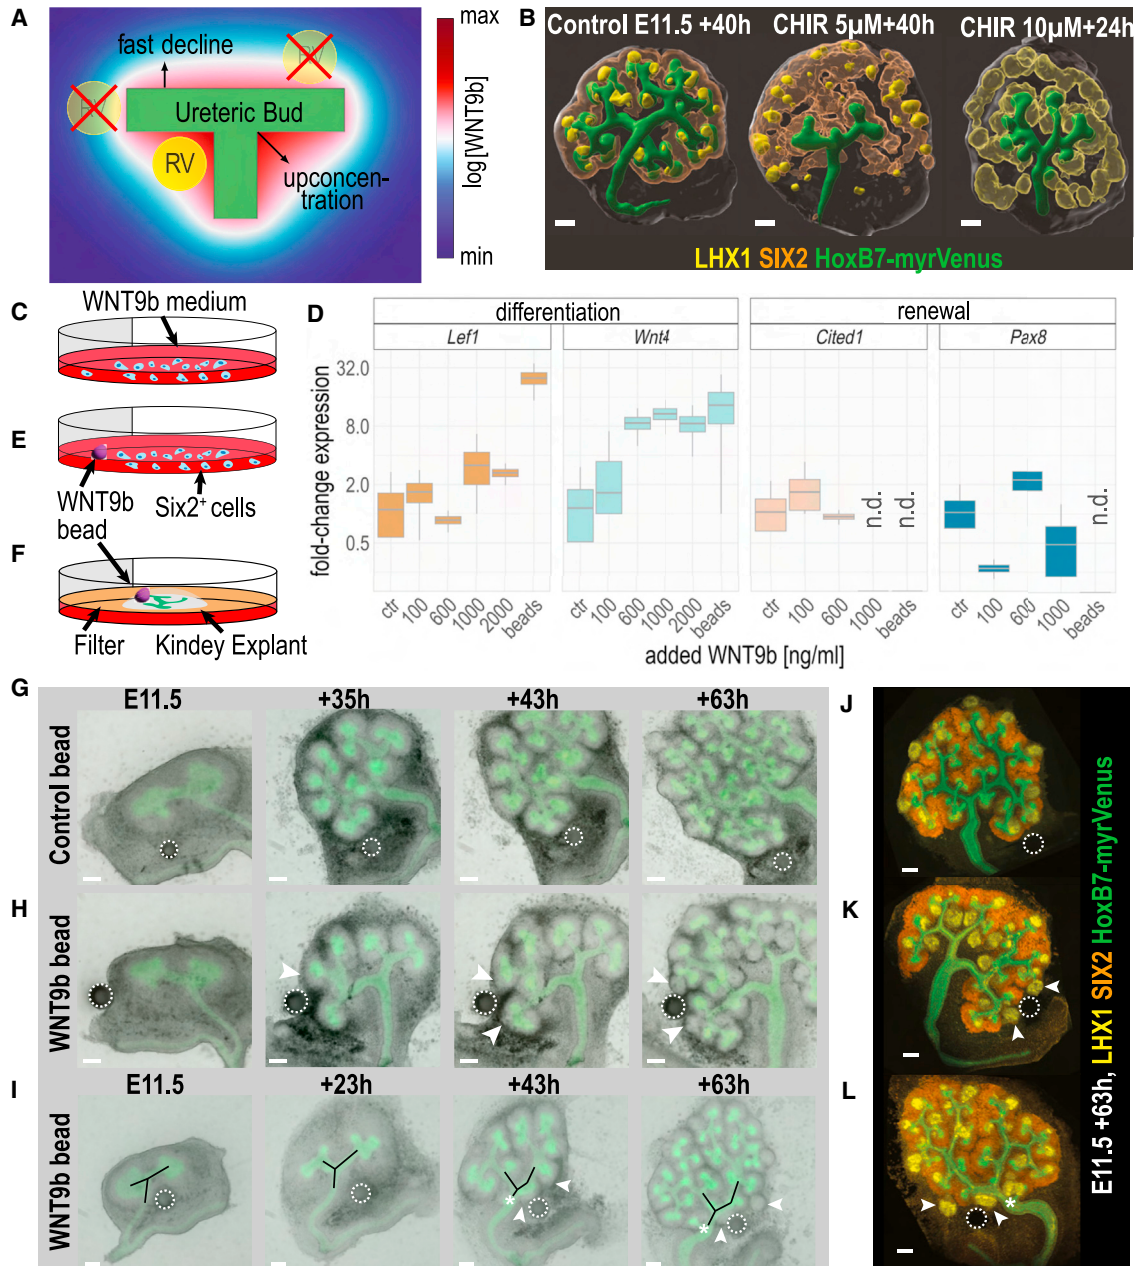 A
fast decline
RV
RV
Ureteric Bud
RV
upconcen-
tration
max
log[WNT9b]
min
B
Control E11.5 +40h
CHIR 5µM+40h
CHIR 10µM+24h
LHX1 SIX2 HoxB7-myrVenus
C
WNT9b medium
E
WNT9b
bead
Six2+ cells
F
Filter
Kindey Explant
D
differentiation
renewal
Lef1
Wnt4
Cited1
Pax8
fold-change expression
32.0
8.0
2.0
0.5
n.d.
n.d.
n.d.
ctr
100
600
1000
2000
beads
ctr
100
600
1000
2000
beads
ctr
100
600
1000
beads
ctr
100
600
1000
beads
added WNT9b [ng/ml]
G
E11.5
+35h
+43h
+63h
Control bead
H
WNT9b bead
I
E11.5
+23h
+43h
+63h
WNT9b bead
*
*
J
K
L
*
E11.5 +63h, LHX1 SIX2 HoxB7-myrVenus